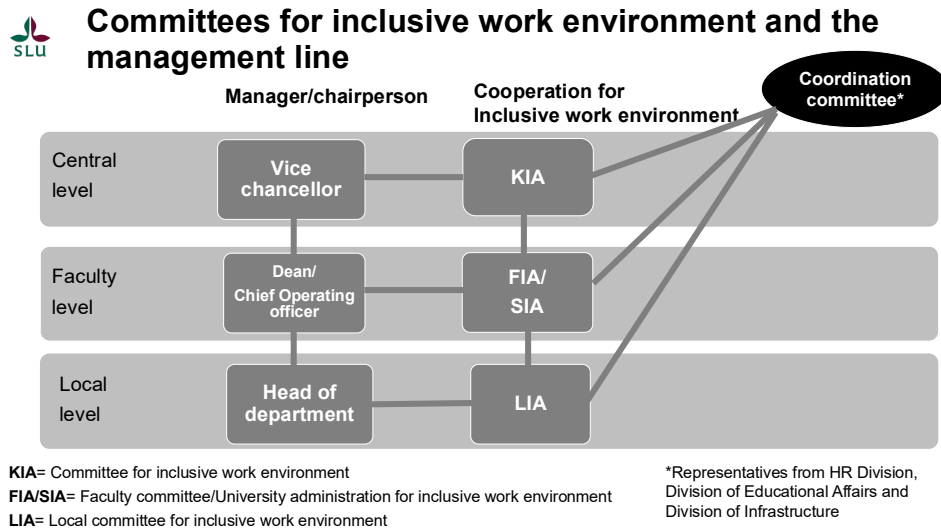 SLU
Committees for inclusive work environment and the
management line
Manager/chairperson
Cooperation for
Inclusive work environment
Coordination
committee*
Central
level
Vice
chancellor
KIA
Faculty
level
Dean/
Chief Operating
officer
FIA/
SIA
Local
level
Head of
department
LIA
KIA= Committee for inclusive work environment
FIA/SIA= Faculty committee/University administration for inclusive work environment
LIA= Local committee for inclusive work environment
*Representatives from HR Division,
Division of Educational Affairs and
Division of Infrastructure